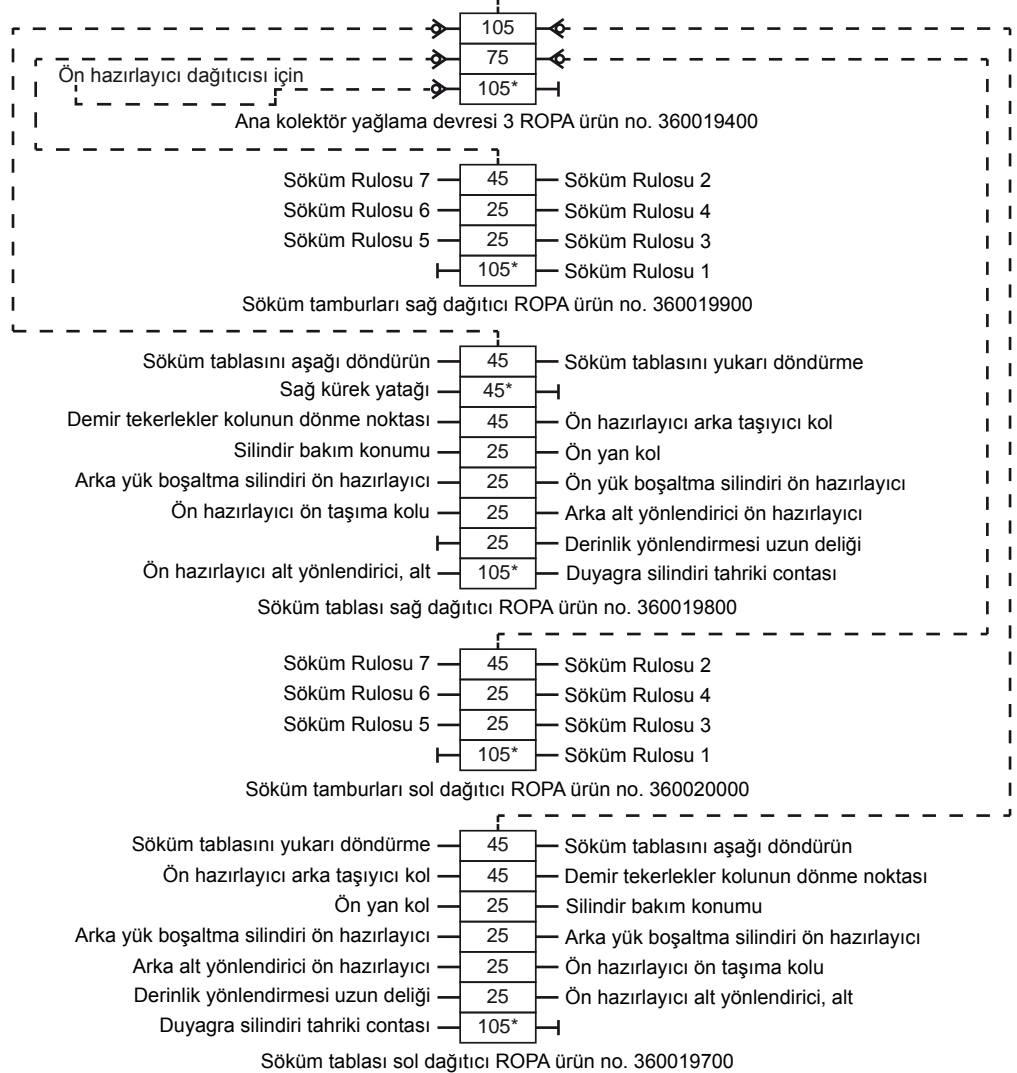 105
75
Ön hazırlayıcı dağıtıcısı için
105*
Ana kolektör yağlama devresi 3 ROPA ürün no. 360019400
Söküm Rulosu 7 45 Söküm Rulosu 2
Söküm Rulosu 6 25 Söküm Rulosu 4
Söküm Rulosu 5 25 Söküm Rulosu 3
105* Söküm Rulosu 1
Söküm tamburları sağ dağıtıcı ROPA ürün no. 360019900
Söküm tablasını aşağı döndürün 45 Söküm tablasını yukarı döndürme
Sağ kürek yatağı 45*
Demir tekerlekler kolunun dönme noktası 45 Ön hazırlayıcı arka taşıyıcı kol
Silindir bakım konumu 25 Ön yan kol
Arka yük boşaltma silindiri ön hazırlayıcı 25 Ön yük boşaltma silindiri ön hazırlayıcı
Ön hazırlayıcı ön taşıma kolu 25 Arka alt yönlendirici ön hazırlayıcı
25 Derinlik yönlendirmesi uzun deliği
Ön hazırlayıcı alt yönlendirici, alt 105* Duyagra silindiri tahriki contası
Söküm tablası sağ dağıtıcı ROPA ürün no. 360019800
Söküm Rulosu 7 45 Söküm Rulosu 2
Söküm Rulosu 6 25 Söküm Rulosu 4
Söküm Rulosu 5 25 Söküm Rulosu 3
105* Söküm Rulosu 1
Söküm tamburları sol dağıtıcı ROPA ürün no. 360020000
Söküm tablasını yukarı döndürme 45 Söküm tablasını aşağı döndürün
Ön hazırlayıcı arka taşıyıcı kol 45 Demir tekerlekler kolunun dönme noktası
Ön yan kol 25 Silindir bakım konumu
Arka yük boşaltma silindiri ön hazırlayıcı 25 Arka yük boşaltma silindiri ön hazırlayıcı
Arka alt yönlendirici ön hazırlayıcı 25 Ön hazırlayıcı ön taşıma kolu
Derinlik yönlendirmesi uzun deliği 25 Ön hazırlayıcı alt yönlendirici, alt
Duyagra silindiri tahriki contası 105*
Söküm tablası sol dağıtıcı ROPA ürün no. 360019700